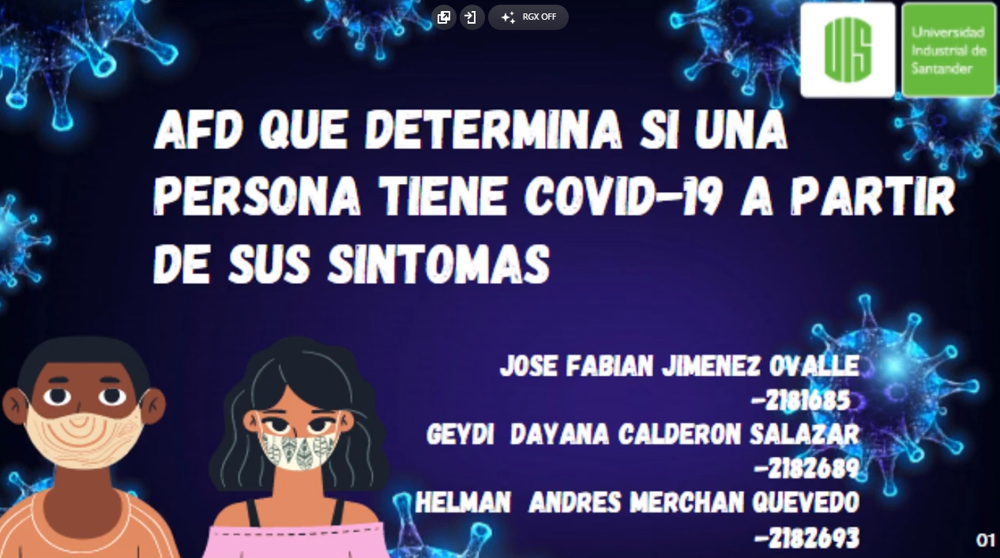 RGX OFF
UIS
Universidad
Industrial de
Santander
AFD QUE DETERMINA SI UNA
PERSONA TIENE COVID-19 A PARTIR
DE SUS SINTOMAS
JOSE FABIAN JIMENEZ OVALLE
-2181685
GEYDI DAYANA CALDERON SALAZAR
-2182689
HELMAN ANDRES MERCHAN QUEVEDO
-2182693
01